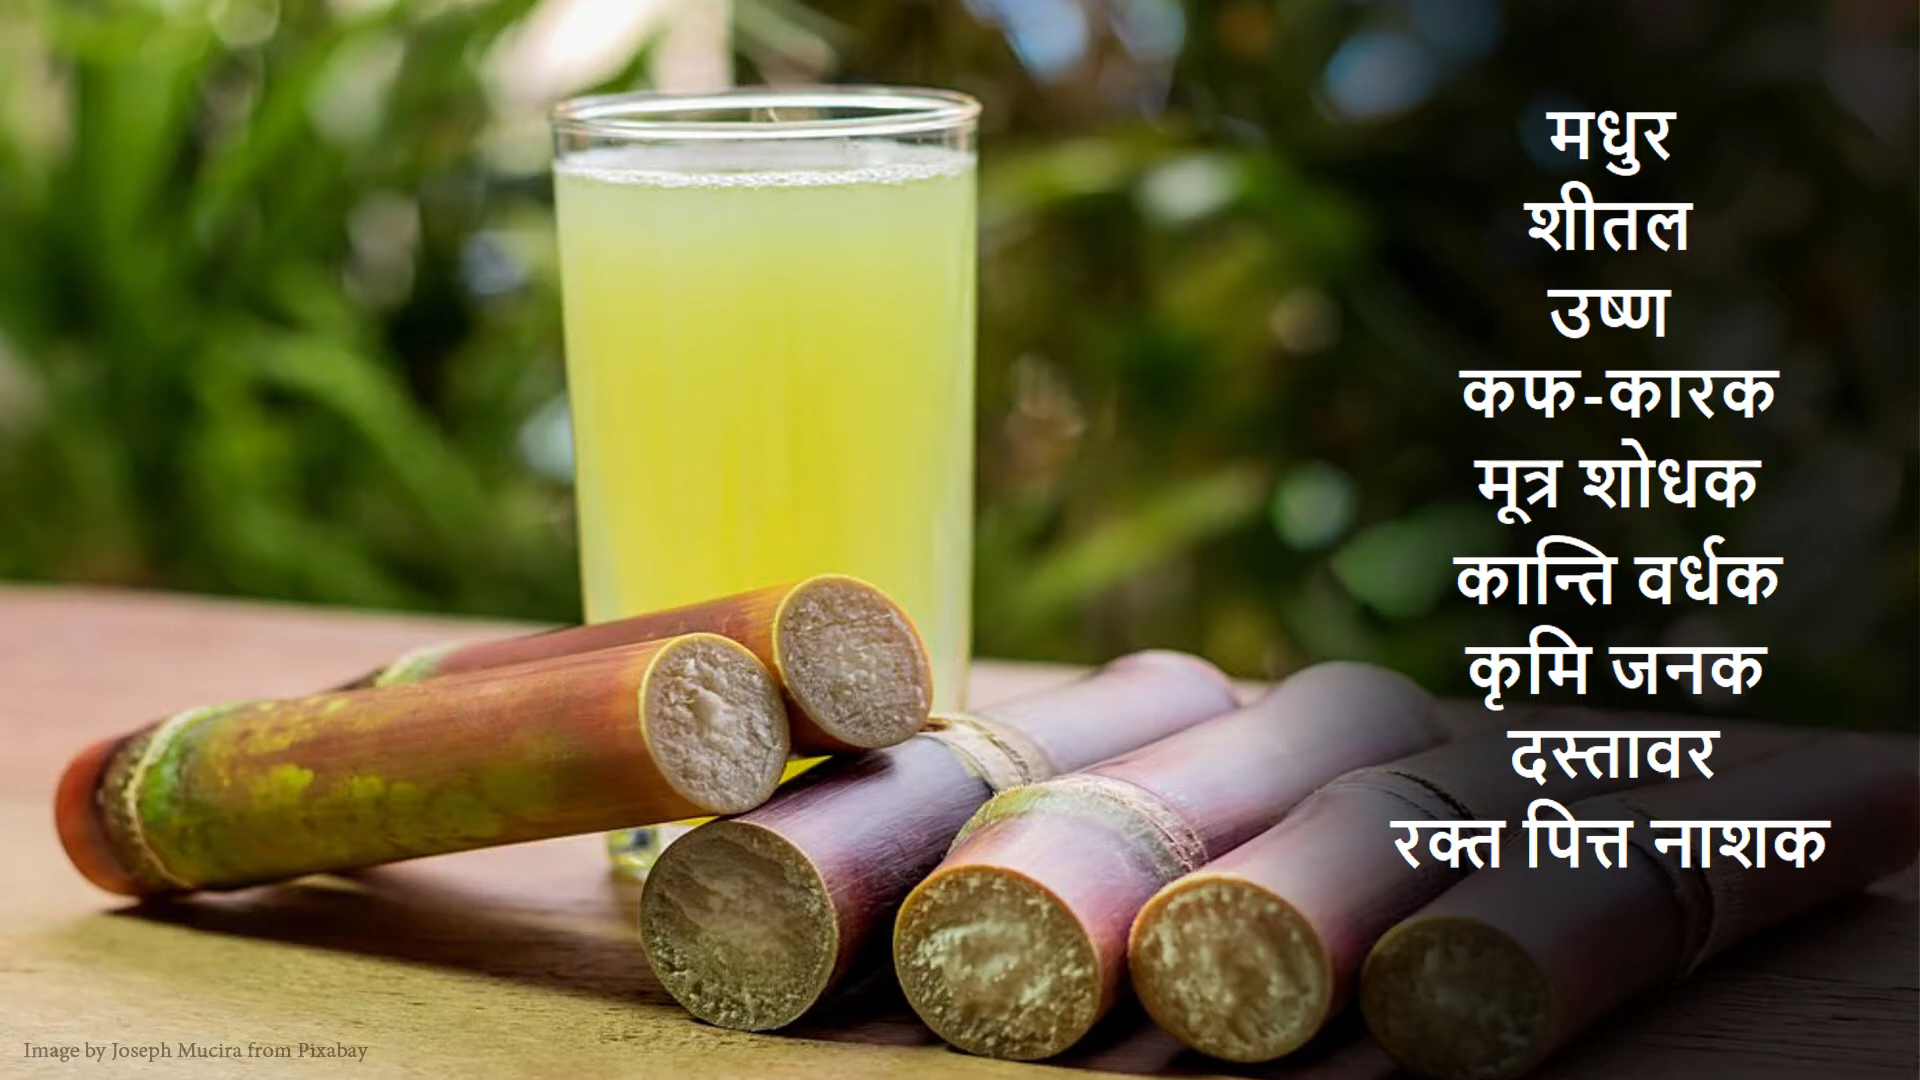 मधुर
शीतल
उष्ण
कफ-कारक
मूत्र शोधक
कान्ति वर्धक
कृमि जनक
दस्तावर
रक्त पित्त नाशक
Image by Joseph Mucira from Pixabay